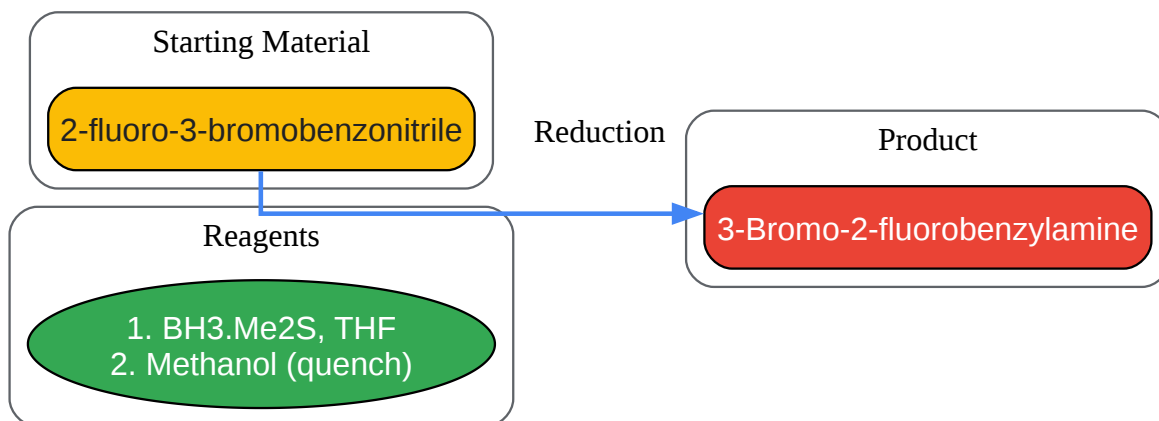 Starting Material
2-fluoro-3-bromobenzonitrile
Reduction
Product
3-Bromo-2-fluorobenzylamine
Reagents
1. BH3.Me2S, THF
2. Methanol (quench)